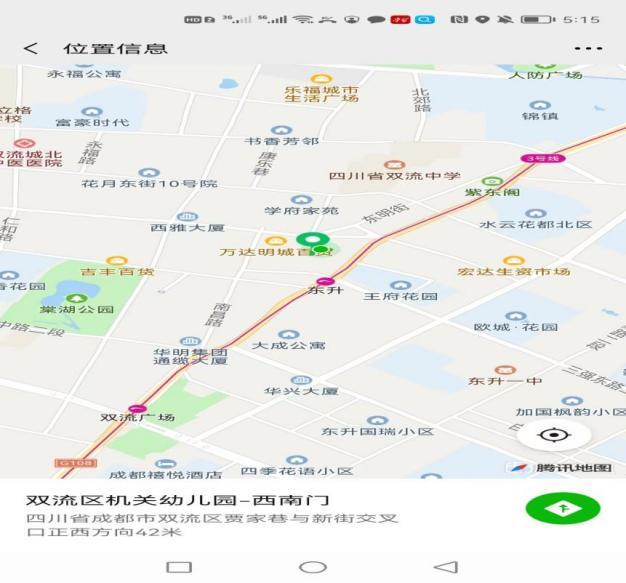 HD 2 3G 5G 5:15
位置信息
永福公寓
乐福城市
生活广场
人防广场
北郊路
锦镇
富豪时代
书香芳邻
康乐巷
永福路
双流城北
中医医院
3号线
四川省双流中学
花月东街10号院
紫东阁
学府家苑
东明街
仁和路
西雅大厦
水云花都北区
万达明城百货
吉丰百货
宏达生资市场
香花园
东升
王府花园
棠湖公园
南昌路
中路一段
欧城·花园
大成公寓
华明集团
通缆大厦
三强东路
东升一中
华兴大厦
双流广场
加国枫韵小区
东升国瑞小区
G108
成都禧悦酒店
四季花语小区
腾讯地图
双流区机关幼儿园-西南门
四川省成都市双流区贾家巷与新街交叉
口正西方向42米